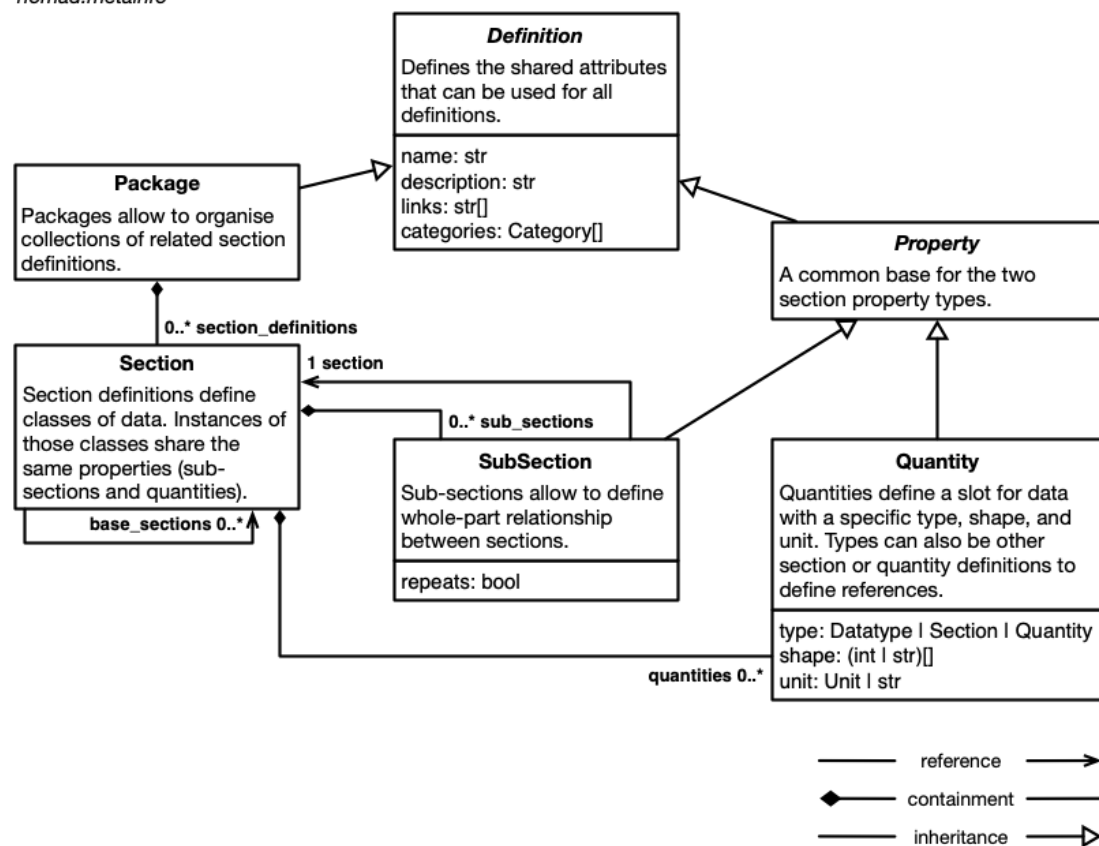 nomad.metainfo
Definition
Defines the shared attributes
that can be used for all
definitions.
name: str
description: str
links: str[]
categories: Category[]
Package
Packages allow to organise
collections of related section
definitions.
Property
A common base for the two
section property types.
0..* section_definitions
Section
Section definitions define
classes of data. Instances of
those classes share the
same properties (sub-
sections and quantities).
1 section
0..* sub_sections
base_sections 0..*
SubSection
Sub-sections allow to define
whole-part relationship
between sections.
repeats: bool
Quantity
Quantities define a slot for data
with a specific type, shape, and
unit. Types can also be other
section or quantity definitions to
define references.
type: Datatype | Section | Quantity
shape: (int | str)[]
unit: Unit | str
quantities 0..*
reference
containment
inheritance